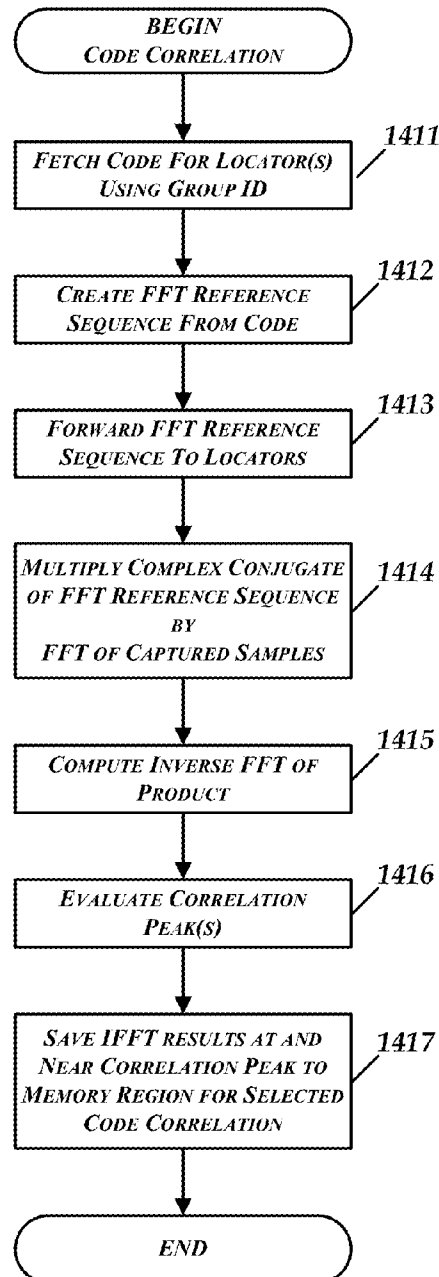 BEGIN
CODE CORRELATION
1411
FETCH CODE FOR LOCATOR(S)
USING GROUP ID
1412
CREATE FFT REFERENCE
SEQUENCE FROM CODE
1413
FORWARD FFT REFERENCE
SEQUENCE TO LOCATORS
1414
MULTIPLY COMPLEX CONJUGATE
OF FFT REFERENCE SEQUENCE
BY
FFT OF CAPTURED SAMPLES
1415
COMPUTE INVERSE FFT OF
PRODUCT
1416
EVALUATE CORRELATION
PEAK(S)
1417
SAVE IFFT RESULTS AT AND
NEAR CORRELATION PEAK TO
MEMORY REGION FOR SELECTED
CODE CORRELATION
END